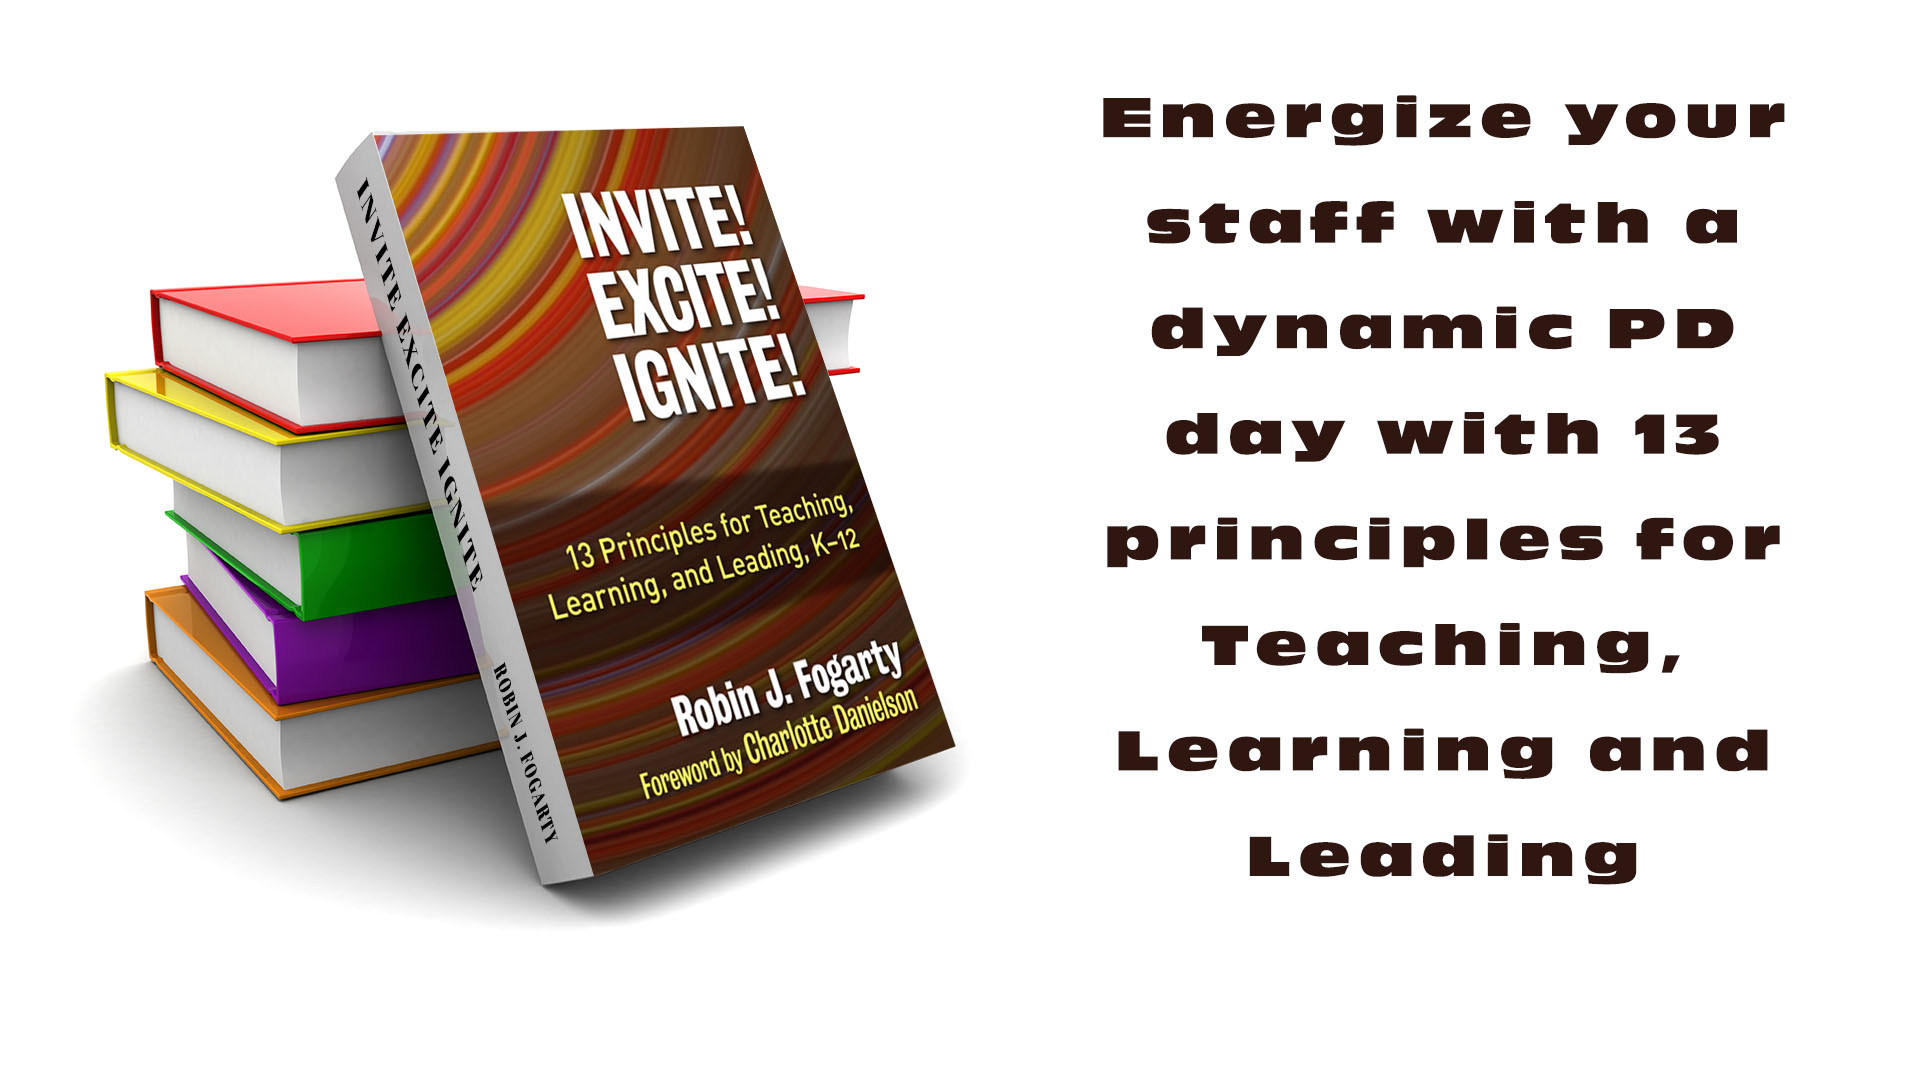 INVITE!
EXCITE!
IGNITE!
13 Principles for Teaching,
Learning, and Leading, K–12
Robin J. Fogarty
Foreword by Charlotte Danielson
INVITE EXCITE IGNITE
ROBIN J. FOGARTY
Energize your
staff with a
dynamic PD
day with 13
principles for
Teaching,
Learning and
Leading